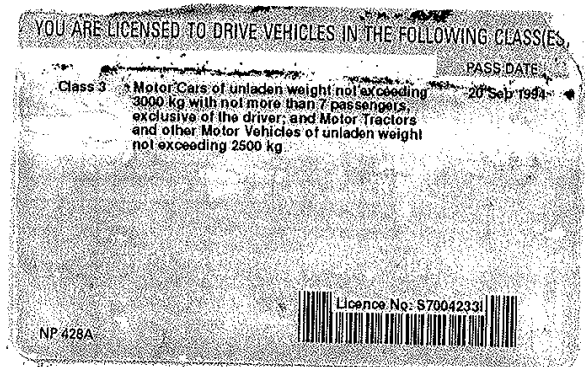 YOU ARE LICENSED TO DRIVE VEHICLES IN THE FOLLOWING CLASS(ES)
PASS DATE
Class 3 Motor Cars of unladen weight not exceeding 20 Sep 1994
3000 kg with not more than 7 passengers,
exclusive of the driver; and Motor Tractors
and other Motor Vehicles of unladen weight
not exceeding 2500 kg
Licence No: S7004233I
NP 428A